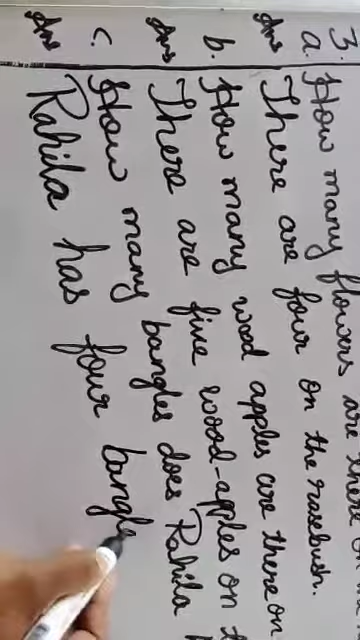 3.
a. How many flowers are there on
Ans There are four on the rosebush.
b. How many wood apples are there on
Ans There are five wood-apples on
c. How many bangles does Rahila
Ans Rahila has four bangle